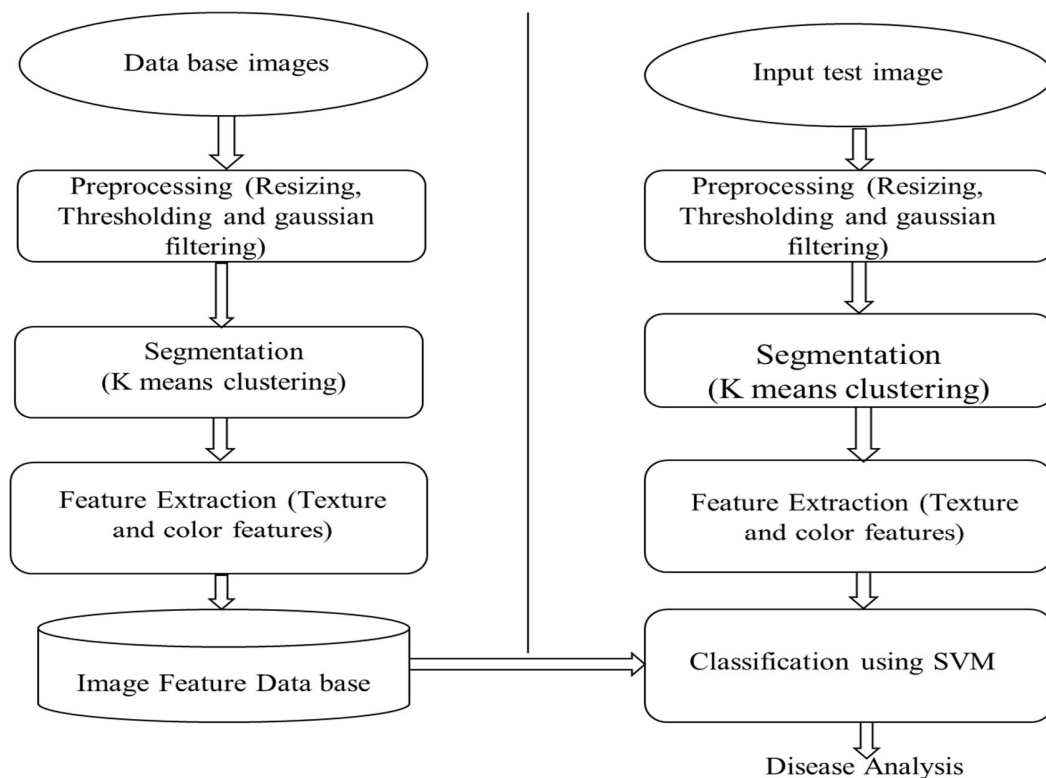 Data base images
Preprocessing (Resizing,
Thresholding and gaussian
filtering)
Segmentation
(K means clustering)
Feature Extraction (Texture
and color features)
Image Feature Data base
Input test image
Preprocessing (Resizing,
Thresholding and gaussian
filtering)
Segmentation
(K means clustering)
Feature Extraction (Texture
and color features)
Classification using SVM
Disease Analysis